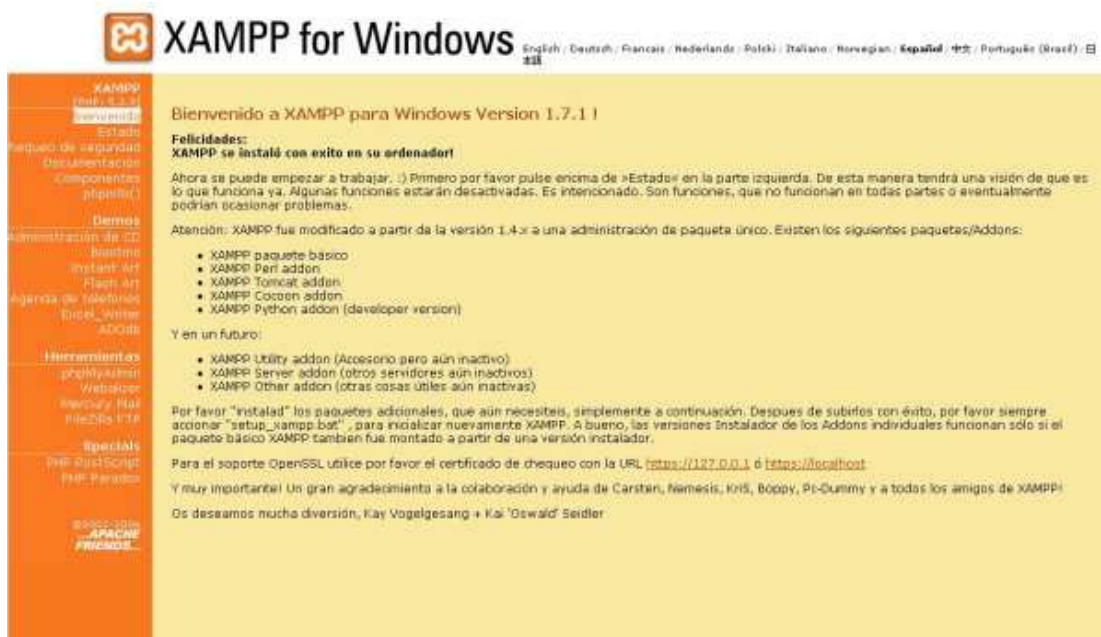 XAMPP for Windows
English / Deutsch / Francais / Nederlands / Polski / Italiano / Norwegian / Español / 中文 / Português (Brasil) / 日
本語
XAMPP
[PHP: 5.2.9]
Bienvenido
Estado
hequeo de seguridad
Documentación
Componentes
phpinfo()
Demos
Administración de CD
Biorritmo
Instant Art
Flash Art
Agenda de teléfonos
Excel_Writer
ADOdb
Herramientas
phpMyAdmin
Webalizer
Mercury Mail
FileZilla FTP
Specials
PHP PostScript
PHP Paradox
...APACHE
FRIENDS...
Bienvenido a XAMPP para Windows Version 1.7.1 !
Felicidades:
XAMPP se instaló con exito en su ordenador!
Ahora se puede empezar a trabajar. :) Primero por favor pulse encima de »Estado« en la parte izquierda. De esta manera tendrá una visión de que es
lo que funciona ya. Algunas funciones estarán desactivadas. Es intencionado. Son funciones, que no funcionan en todas partes o eventualmente
podrían ocasionar problemas.
Atención: XAMPP fue modificado a partir de la versión 1.4.x a una administración de paquete único. Existen los siguientes paquetes/Addons:
• XAMPP paquete básico
• XAMPP Perl addon
• XAMPP Tomcat addon
• XAMPP Cocoon addon
• XAMPP Python addon (developer version)
Y en un futuro:
• XAMPP Utility addon (Accesorio pero aún inactivo)
• XAMPP Server addon (otros servidores aún inactivos)
• XAMPP Other addon (otras cosas útiles aún inactivas)
Por favor "instalad" los paquetes adicionales, que aún necesiteis, simplemente a continuación. Despues de subirlos con éxito, por favor siempre
accionar "setup_xampp.bat" , para inicializar nuevamente XAMPP. A bueno, las versiones Instalador de los Addons individuales funcionan sólo si el
paquete básico XAMPP tambien fue montado a partir de una versión instalador.
Para el soporte OpenSSL utilice por favor el certificado de chequeo con la URL https://127.0.0.1 ó https://localhost
Y muy importante! Un gran agradecimiento a la colaboración y ayuda de Carsten, Nemesis, KriS, Boppy, Pc-Dummy y a todos los amigos de XAMPP!
Os deseamos mucha diversión, Kay Vogelgesang + Kai 'Oswald' Seidler